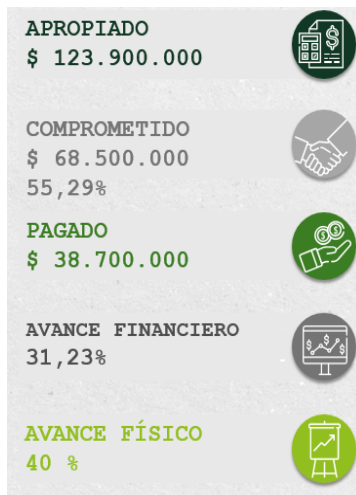 APROPIADO
$ 123.900.000
COMPROMETIDO
$ 68.500.000
55,29%
PAGADO
$ 38.700.000
AVANCE FINANCIERO
31,23%
AVANCE FÍSICO
40 %